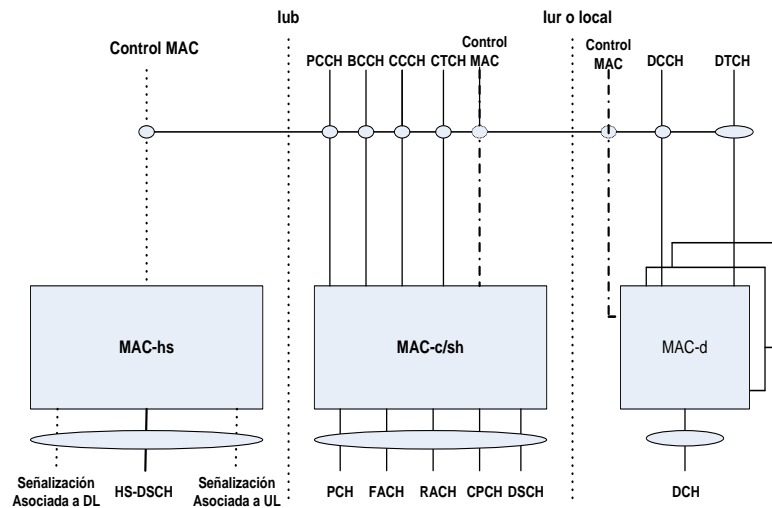 Iub
Iur o local
Control MAC
PCCH BCCH CCCH CTCH
Control
MAC
Control
MAC
DCCH
DTCH
MAC-hs
MAC-c/sh
MAC-d
Señalización
Asociada a DL
HS-DSCH
Señalización
Asociada a UL
PCH
FACH
RACH
CPCH
DSCH
DCH